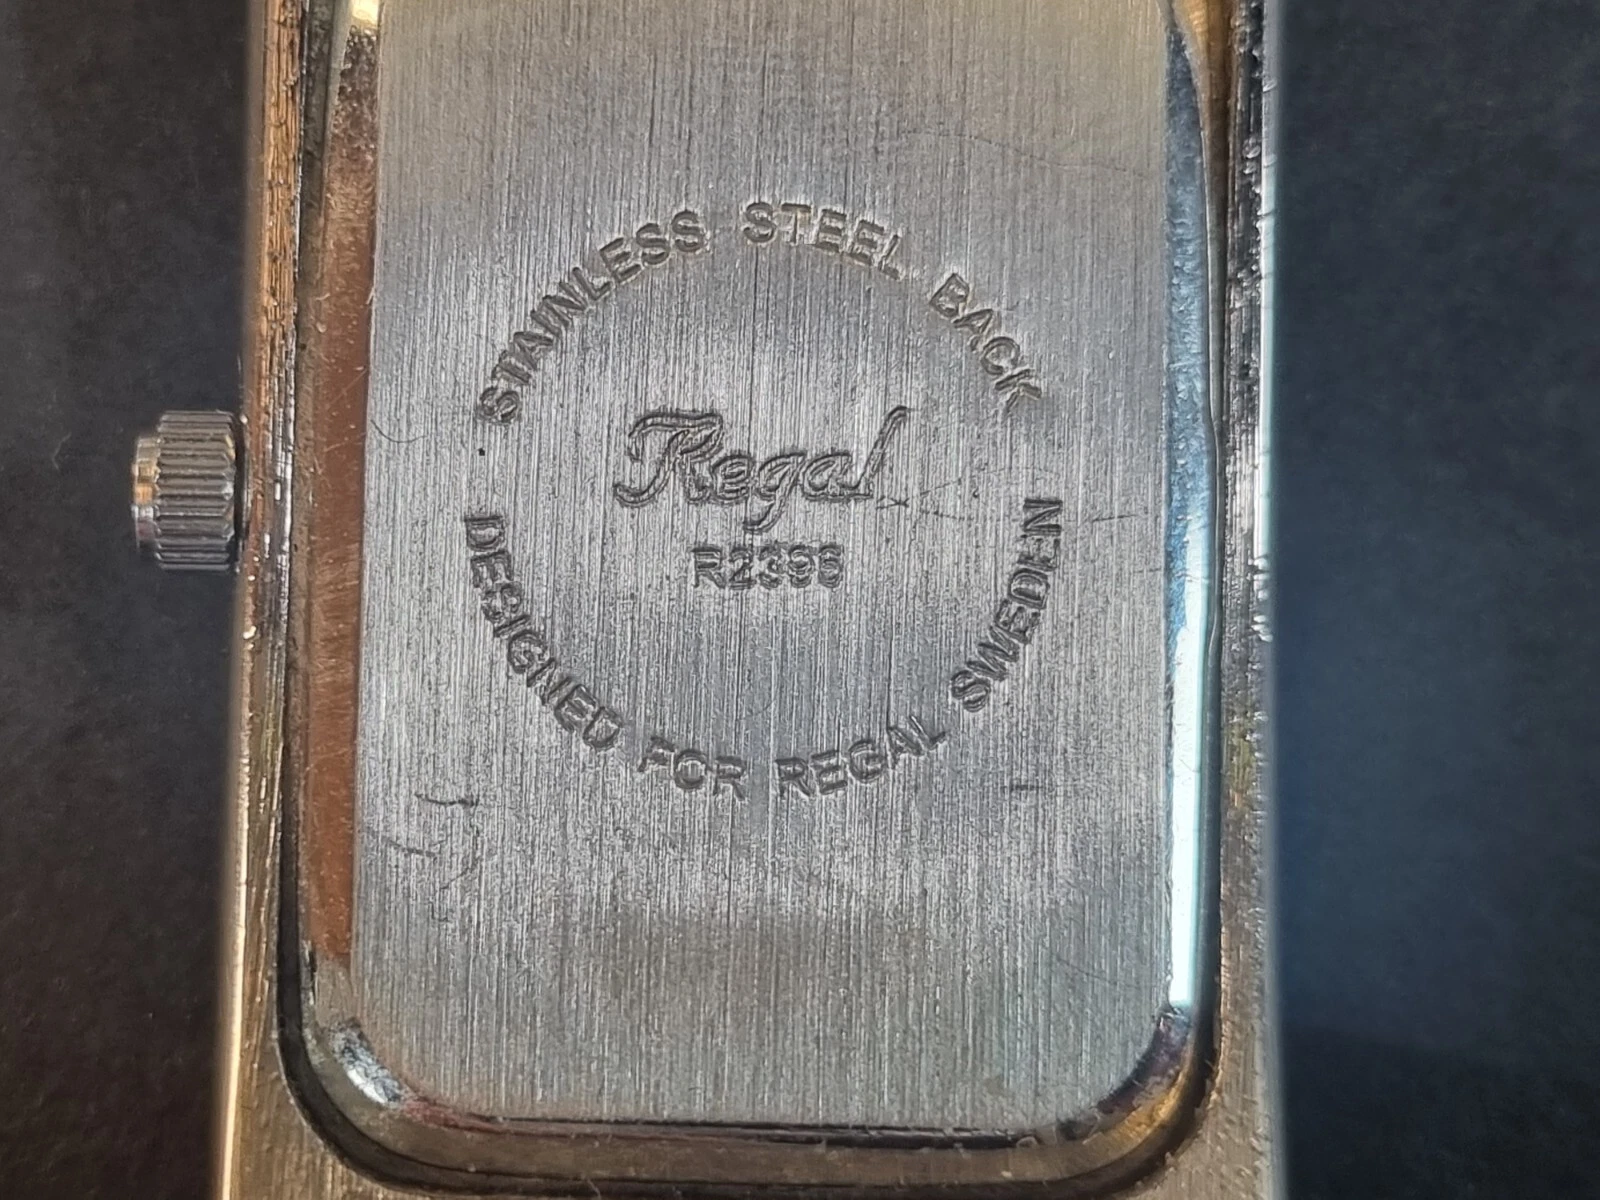 STAINLESS STEEL BACK
Regal
R2396
DESIGNED FOR REGAL SWEDEN